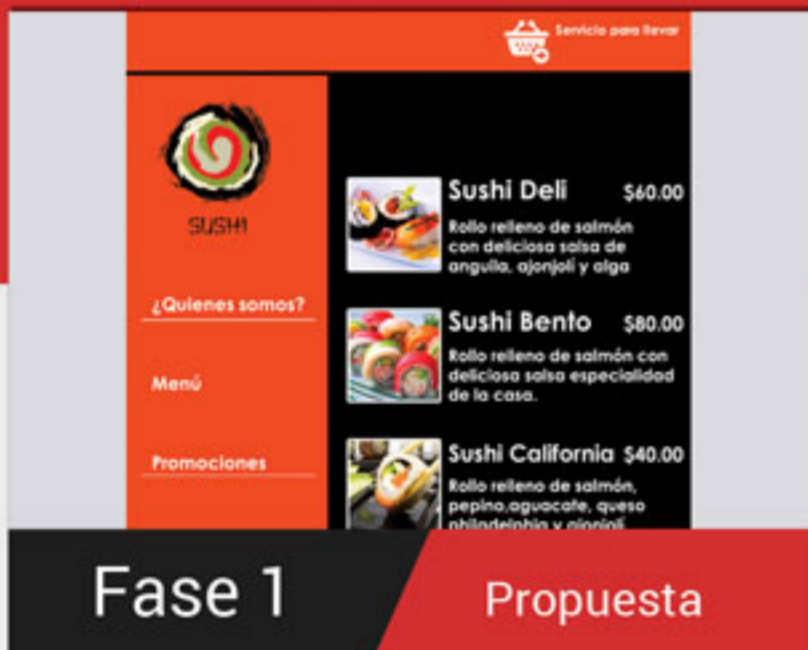 Servicio para llevar
SUSHI
¿Quienes somos?
Menú
Promociones
Sushi Deli $60.00
Rollo relleno de salmón
con deliciosa salsa de
anguila, ajonjolí y alga
Sushi Bento $80.00
Rollo relleno de salmón con
deliciosa salsa especialidad
de la casa.
Sushi California $40.00
Rollo relleno de salmón,
pepino,aguacate, queso
philadelphia y ajonjolí
Fase 1
Propuesta